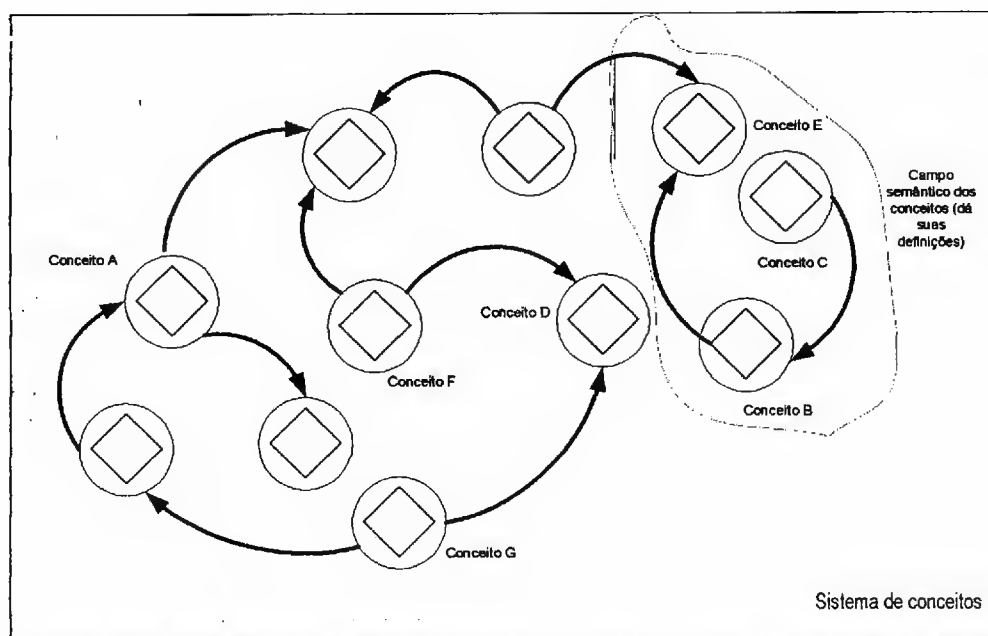 Conceito E
Campo
semântico dos
conceitos (dá
suas
definições)
Conceito A
Conceito C
Conceito D
Conceito F
Conceito B
Conceito G
Sistema de conceitos